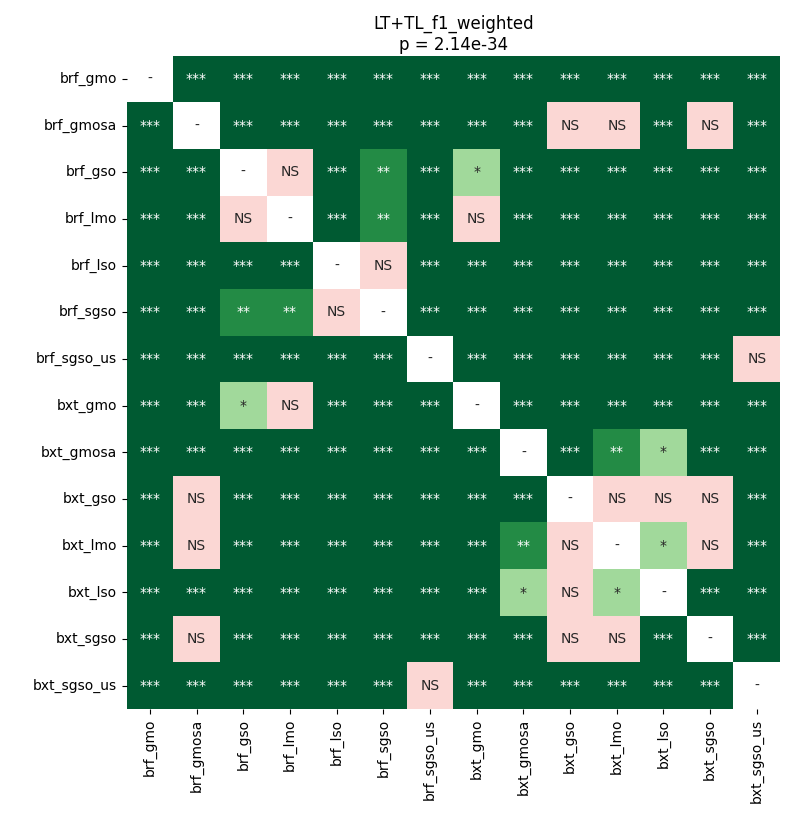 LT+TL_f1_weighted
p = 2.14e-34
brf_gmo - *** *** *** *** *** *** *** *** *** *** *** *** ***
brf_gmosa *** - *** *** *** *** *** *** *** NS NS *** NS ***
brf_gso *** *** - NS *** ** *** * *** *** *** *** *** ***
brf_lmo *** *** NS - *** ** *** NS *** *** *** *** *** ***
brf_lso *** *** *** *** - NS *** *** *** *** *** *** *** ***
brf_sgso *** *** ** ** NS - *** *** *** *** *** *** *** ***
brf_sgso_us *** *** *** *** *** *** - *** *** *** *** *** *** NS
bxt_gmo *** *** * NS *** *** *** - *** *** *** *** *** ***
bxt_gmosa *** *** *** *** *** *** *** *** - *** ** * *** ***
bxt_gso *** NS *** *** *** *** *** *** *** - NS NS NS ***
bxt_lmo *** NS *** *** *** *** *** *** ** NS - * NS ***
bxt_lso *** *** *** *** *** *** *** *** * NS * - *** ***
bxt_sgso *** NS *** *** *** *** *** *** *** NS NS *** - ***
bxt_sgso_us *** *** *** *** *** *** NS *** *** *** *** *** *** -
brf_gmo brf_gmosa brf_gso brf_lmo brf_lso brf_sgso brf_sgso_us bxt_gmo bxt_gmosa bxt_gso bxt_lmo bxt_lso bxt_sgso bxt_sgso_us